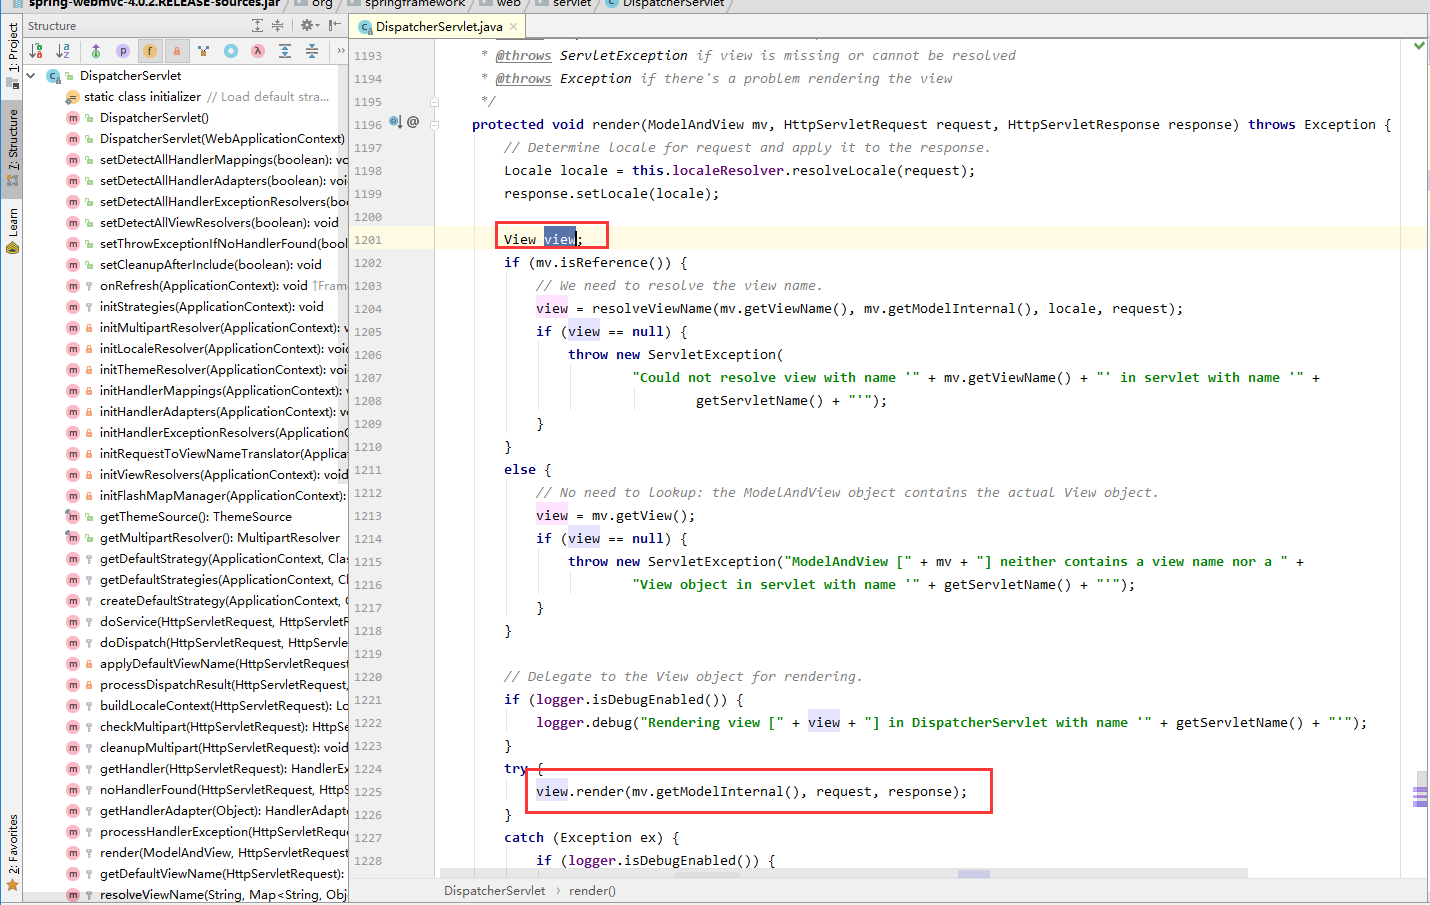 spring-webmvc-4.0.2.RELEASE-sources.jar
org
springframework
web
servlet
DispatcherServlet
1: Project
7: Structure
Learn
2: Favorites
Structure
DispatcherServlet
static class initializer // Load default stra...
DispatcherServlet()
DispatcherServlet(WebApplicationContext)
setDetectAllHandlerMappings(boolean): vo
setDetectAllHandlerAdapters(boolean): void
setDetectAllHandlerExceptionResolvers(boo
setDetectAllViewResolvers(boolean): void
setThrowExceptionIfNoHandlerFound(bool
setCleanupAfterInclude(boolean): void
onRefresh(ApplicationContext): void ↑Fram
initStrategies(ApplicationContext): void
initMultipartResolver(ApplicationContext): v
initLocaleResolver(ApplicationContext): void
initThemeResolver(ApplicationContext): voi
initHandlerMappings(ApplicationContext):
initHandlerAdapters(ApplicationContext): v
initHandlerExceptionResolvers(ApplicationC
initRequestToViewNameTranslator(Applicat
initViewResolvers(ApplicationContext): void
initFlashMapManager(ApplicationContext):
getThemeSource(): ThemeSource
getMultipartResolver(): MultipartResolver
getDefaultStrategy(ApplicationContext, Clas
getDefaultStrategies(ApplicationContext, Cl
createDefaultStrategy(ApplicationContext, C
doService(HttpServletRequest, HttpServlet
doDispatch(HttpServletRequest, HttpServle
applyDefaultViewName(HttpServletRequest
processDispatchResult(HttpServletRequest,
buildLocaleContext(HttpServletRequest): Lo
checkMultipart(HttpServletRequest): HttpS
cleanupMultipart(HttpServletRequest): void
getHandler(HttpServletRequest): HandlerEx
noHandlerFound(HttpServletRequest, HttpS
getHandlerAdapter(Object): HandlerAdapte
processHandlerException(HttpServletReque
render(ModelAndView, HttpServletRequest
getDefaultViewName(HttpServletRequest):
resolveViewName(String, Map<String, Obj
DispatcherServlet.java
1193 * @throws ServletException if view is missing or cannot be resolved
1194 * @throws Exception if there's a problem rendering the view
1195 */
1196 protected void render(ModelAndView mv, HttpServletRequest request, HttpServletResponse response) throws Exception {
1197 // Determine locale for request and apply it to the response.
1198 Locale locale = this.localeResolver.resolveLocale(request);
1199 response.setLocale(locale);
1200
1201 View view;
1202 if (mv.isReference()) {
1203 // We need to resolve the view name.
1204 view = resolveViewName(mv.getViewName(), mv.getModelInternal(), locale, request);
1205 if (view == null) {
1206 throw new ServletException(
1207 "Could not resolve view with name '" + mv.getViewName() + "' in servlet with name '" +
1208 getServletName() + "'");
1209 }
1210 }
1211 else {
1212 // No need to lookup: the ModelAndView object contains the actual View object.
1213 view = mv.getView();
1214 if (view == null) {
1215 throw new ServletException("ModelAndView [" + mv + "] neither contains a view name nor a " +
1216 "View object in servlet with name '" + getServletName() + "'");
1217 }
1218 }
1219
1220 // Delegate to the View object for rendering.
1221 if (logger.isDebugEnabled()) {
1222 logger.debug("Rendering view [" + view + "] in DispatcherServlet with name '" + getServletName() + "'");
1223 }
1224 try {
1225 view.render(mv.getModelInternal(), request, response);
1226 }
1227 catch (Exception ex) {
1228 if (logger.isDebugEnabled()) {
DispatcherServlet › render()